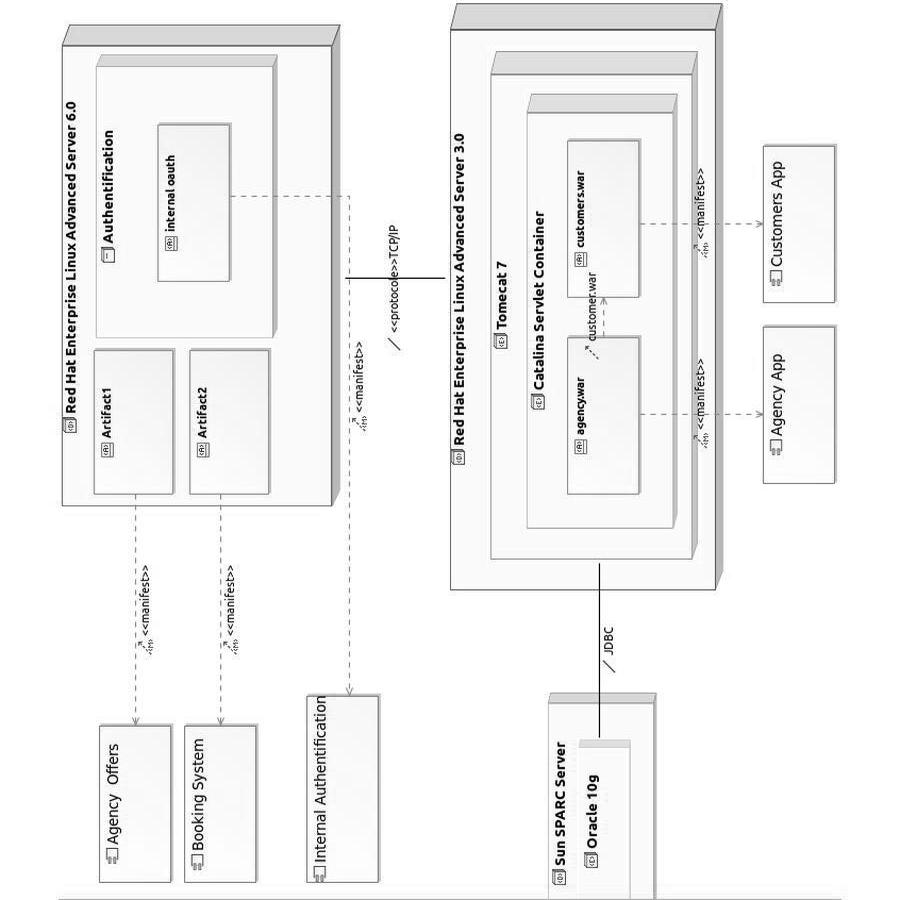 Red Hat Enterprise Linux Advanced Server 6.0
Authentification
internal oauth
Artifact1
Artifact2
<<manifest>>
<<manifest>>
<<manifest>>
Agency Offers
Booking System
Internal Authentification
<<protocole>>TCP/IP
Red Hat Enterprise Linux Advanced Server 3.0
Tomecat 7
Catalina Servlet Container
customers.war
customer.war
agency.war
<<manifest>>
<<manifest>>
Customers App
Agency App
JDBC
Sun SPARC Server
Oracle 10g